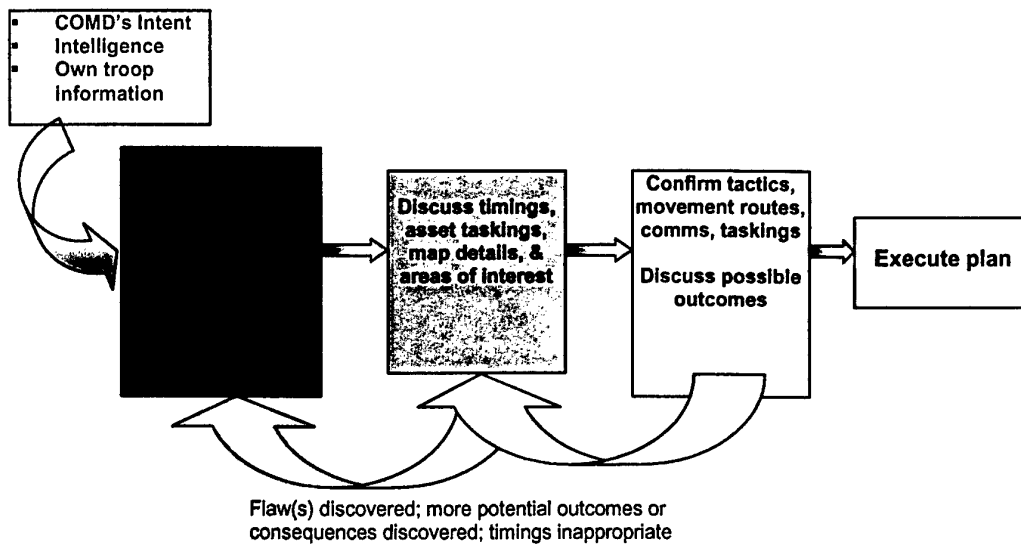 ▪ COMD's Intent
▪ Intelligence
▪ Own troop
Information
Discuss timings,
asset taskings,
map details, &
areas of interest
Confirm tactics,
movement routes,
comms, taskings
Discuss possible
outcomes
Execute plan
Flaw(s) discovered; more potential outcomes or
consequences discovered; timings inappropriate